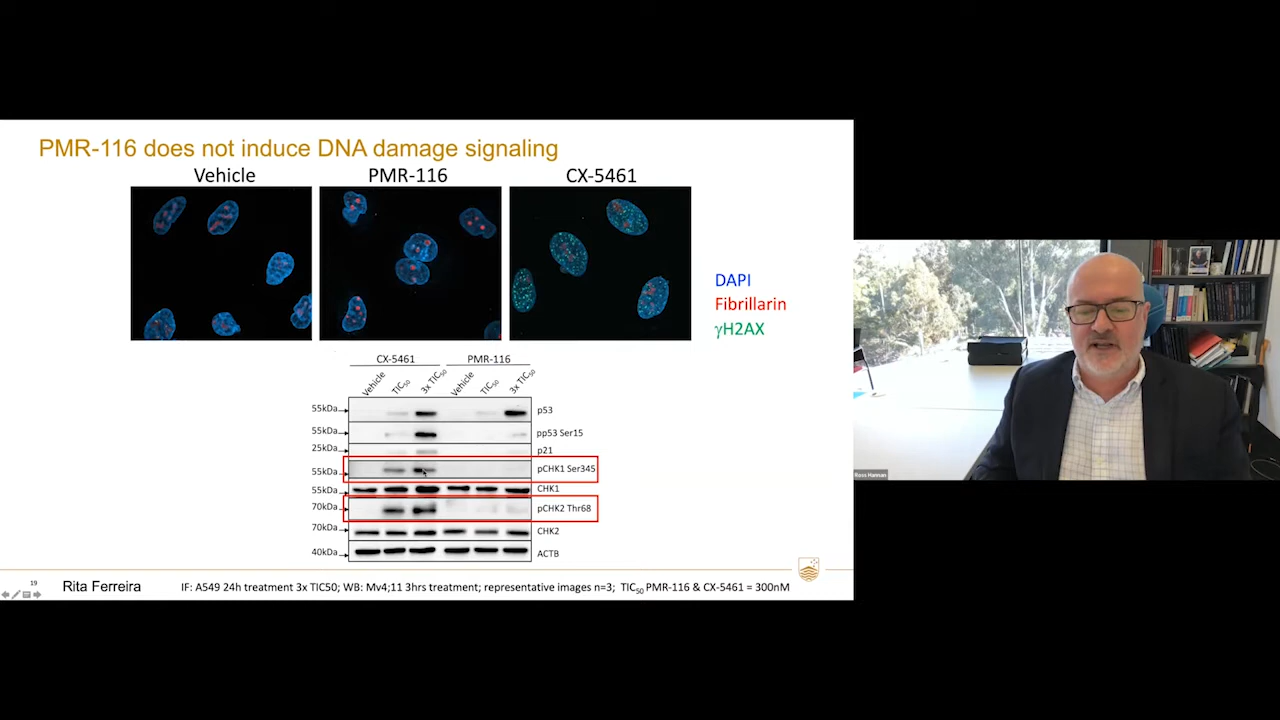 PMR-116 does not induce DNA damage signaling
Vehicle PMR-116 CX-5461
DAPI
Fibrillarin
γH2AX
CX-5461 PMR-116
Vehicle TIC50 3x TIC50 Vehicle TIC50 3x TIC50
55kDa p53
55kDa pp53 Ser15
25kDa p21
55kDa pCHK1 Ser345
55kDa CHK1
70kDa pCHK2 Thr68
70kDa CHK2
40kDa ACTB
19
Rita Ferreira
IF: A549 24h treatment 3x TIC50; WB: Mv4;11 3hrs treatment; representative images n=3; TIC50 PMR-116 & CX-5461 = 300nM
Ross Hannan